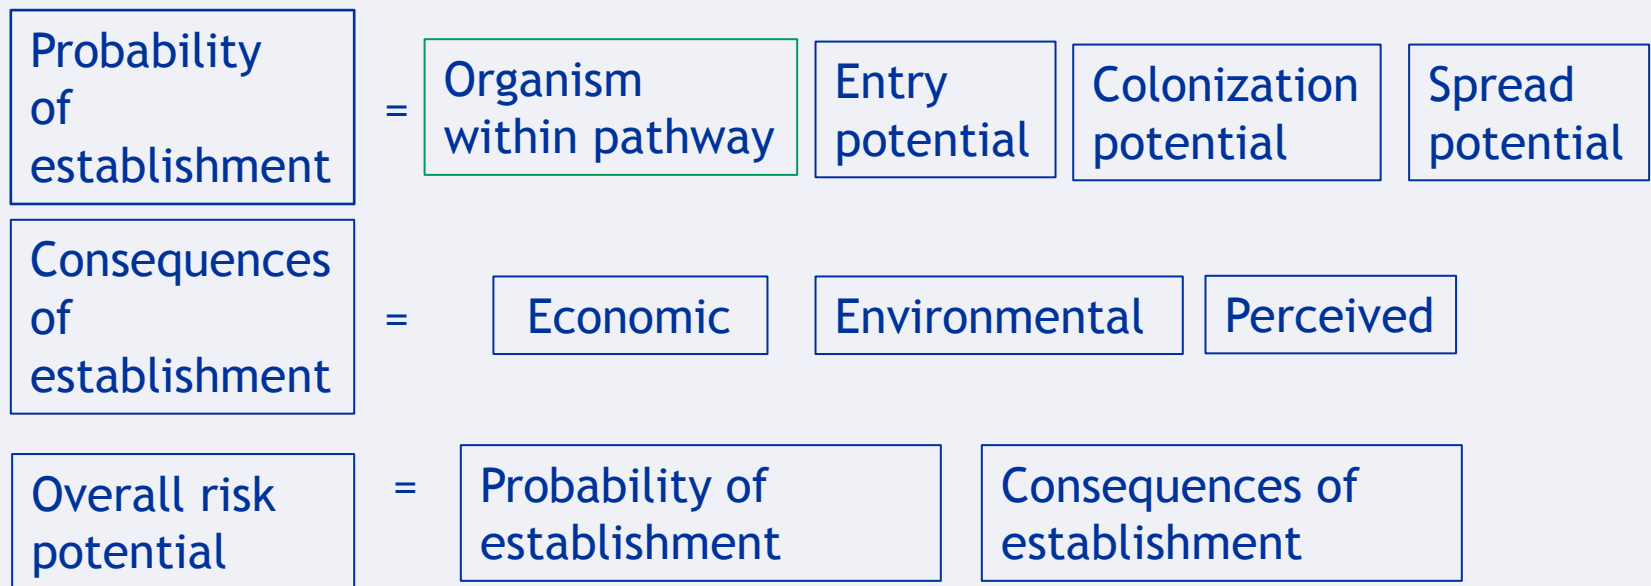 Probability
of
establishment
=
Organism
within pathway
Entry
potential
Colonization
potential
Spread
potential
Consequences
of
establishment
=
Economic
Environmental
Perceived
Overall risk
potential
=
Probability of
establishment
Consequences of
establishment